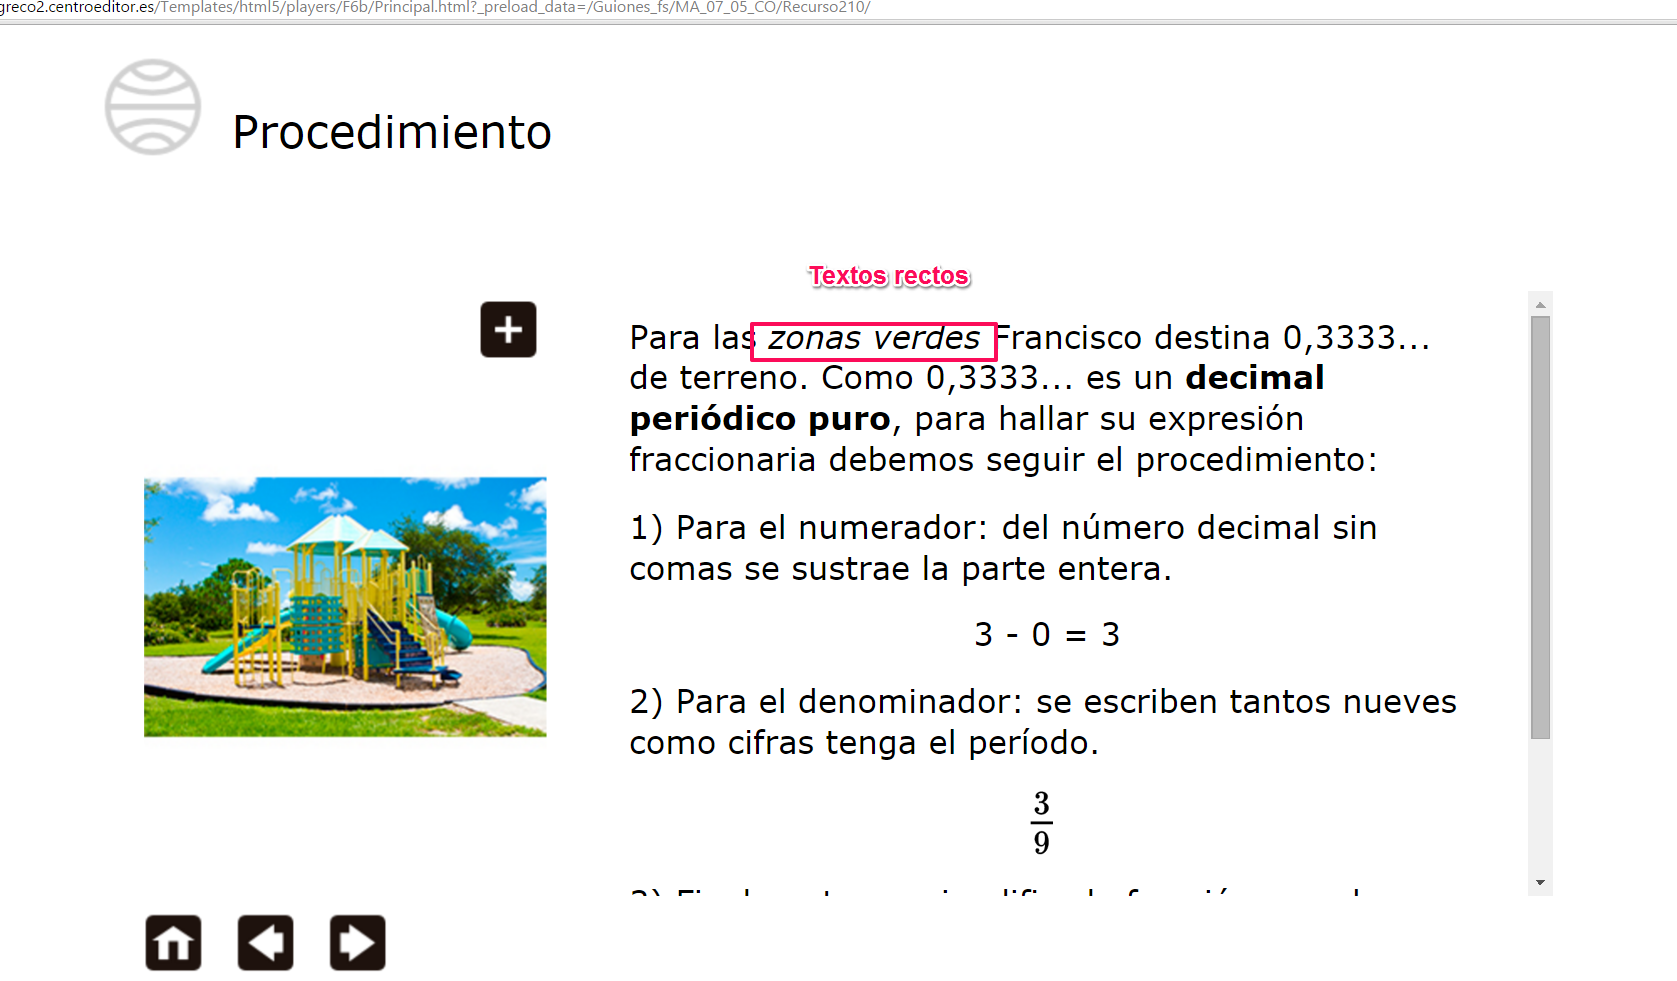 greco2.centroeditor.es/Templates/html5/players/F6b/Principal.html?_preload_data=/Guiones_fs/MA_07_05_CO/Recurso210/
Procedimiento
Textos rectos
Para las zonas verdes Francisco destina 0,3333...
de terreno. Como 0,3333... es un decimal
periódico puro, para hallar su expresión
fraccionaria debemos seguir el procedimiento:
1) Para el numerador: del número decimal sin
comas se sustrae la parte entera.
3 - 0 = 3
2) Para el denominador: se escriben tantos nueves
como cifras tenga el período.
3
9